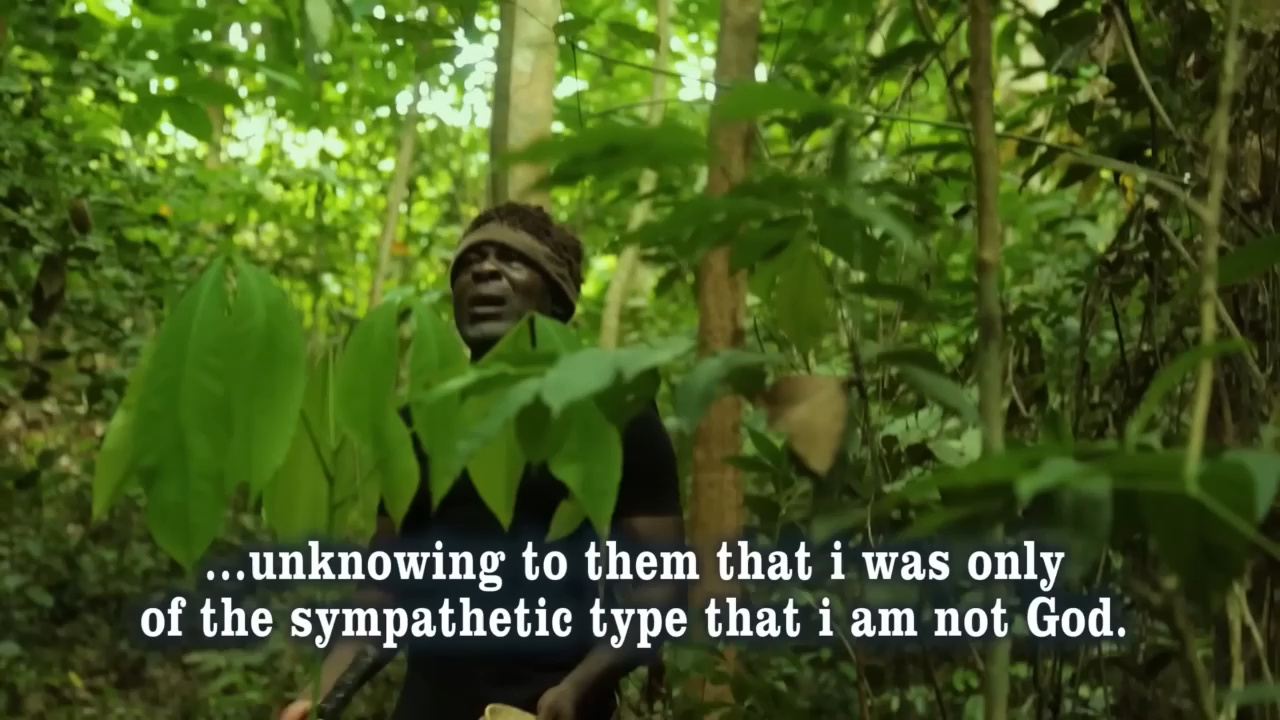 ...unknowing to them that i was only
of the sympathetic type that i am not God.